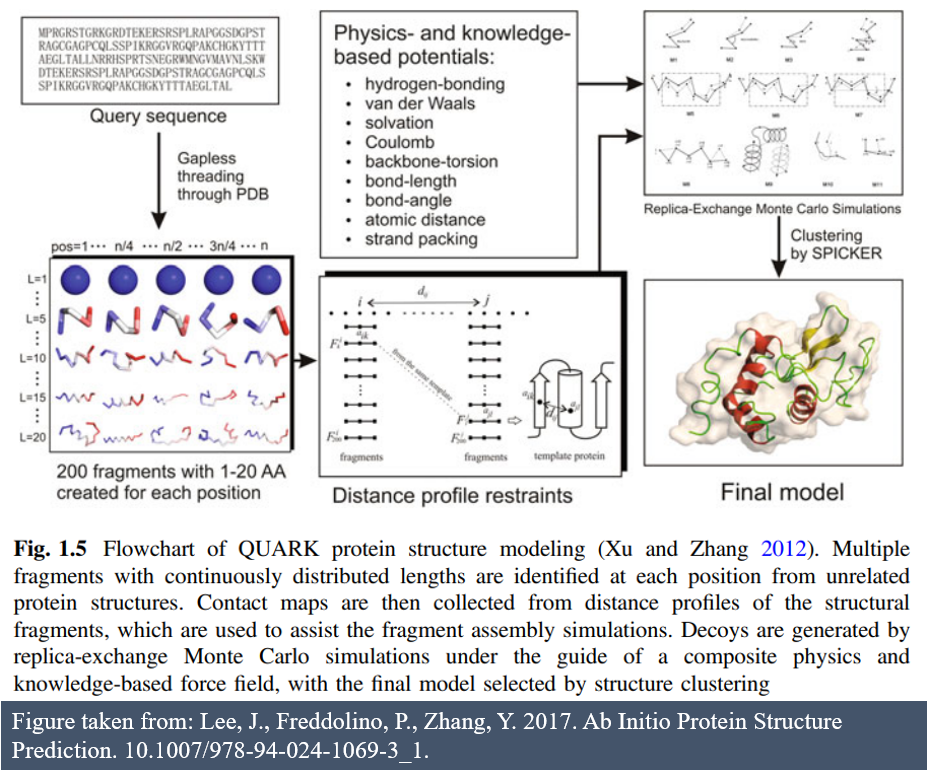 MPRGRSTGRKGRDTEKERSRSPLRAPGGSDGPST
RAGCGAGPCQLSSPIKRGGVRGQPAKCHGKYTTT
AEGLTALLNRRHSPRTSNEGRWMNGVMAVNLSKW
DTEKERSRSPLRAPGGSDGPSTRAGCGAGPCQLS
SPIKRGGVRGQPAKCHGKYTTTAEGLTAL
Query sequence
Gapless
threading
through PDB
pos=1 ··· n/4 ··· n/2 ··· 3n/4 ··· n
L=1
L=5
L=10
L=15
L=20
200 fragments with 1-20 AA
created for each position
Physics- and knowledge-
based potentials:
• hydrogen-bonding
• van der Waals
• solvation
• Coulomb
• backbone-torsion
• bond-length
• bond-angle
• atomic distance
• strand packing
i d_ij j
from the same template
fragments fragments template protein
Distance profile restraints
M1 M2 M3 M4
M5 M6 M7
M8 M9 M10 M11
Replica-Exchange Monte Carlo Simulations
Clustering
by SPICKER
Final model
Fig. 1.5 Flowchart of QUARK protein structure modeling (Xu and Zhang 2012). Multiple
fragments with continuously distributed lengths are identified at each position from unrelated
protein structures. Contact maps are then collected from distance profiles of the structural
fragments, which are used to assist the fragment assembly simulations. Decoys are generated by
replica-exchange Monte Carlo simulations under the guide of a composite physics and
knowledge-based force field, with the final model selected by structure clustering
Figure taken from: Lee, J., Freddolino, P., Zhang, Y. 2017. Ab Initio Protein Structure
Prediction. 10.1007/978-94-024-1069-3_1.